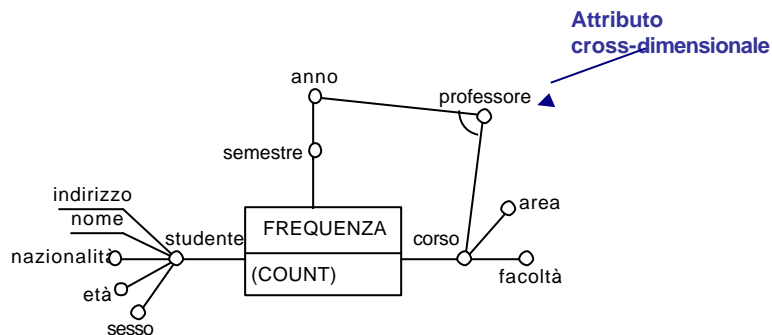 Attributo
cross-dimensionale
anno
professore
semestre
indirizzo
nome
nazionalità
età
sesso
studente
FREQUENZA
(COUNT)
corso
area
facoltà